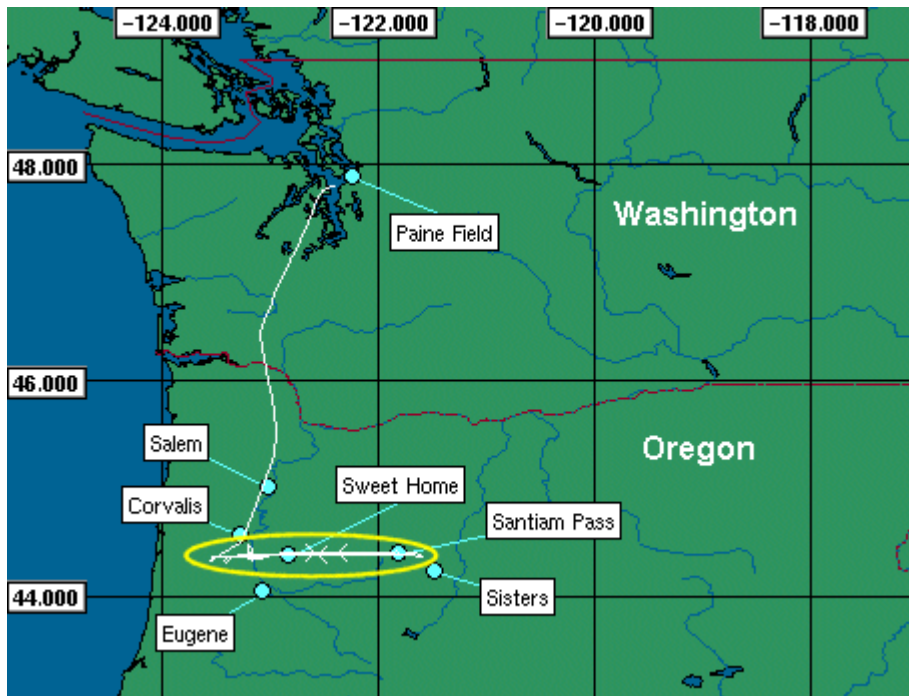 −124.000
−122.000
−120.000
−118.000
48.000
Washington
Paine Field
46.000
Salem
Oregon
Sweet Home
Corvalis
Santiam Pass
44.000
Sisters
Eugene